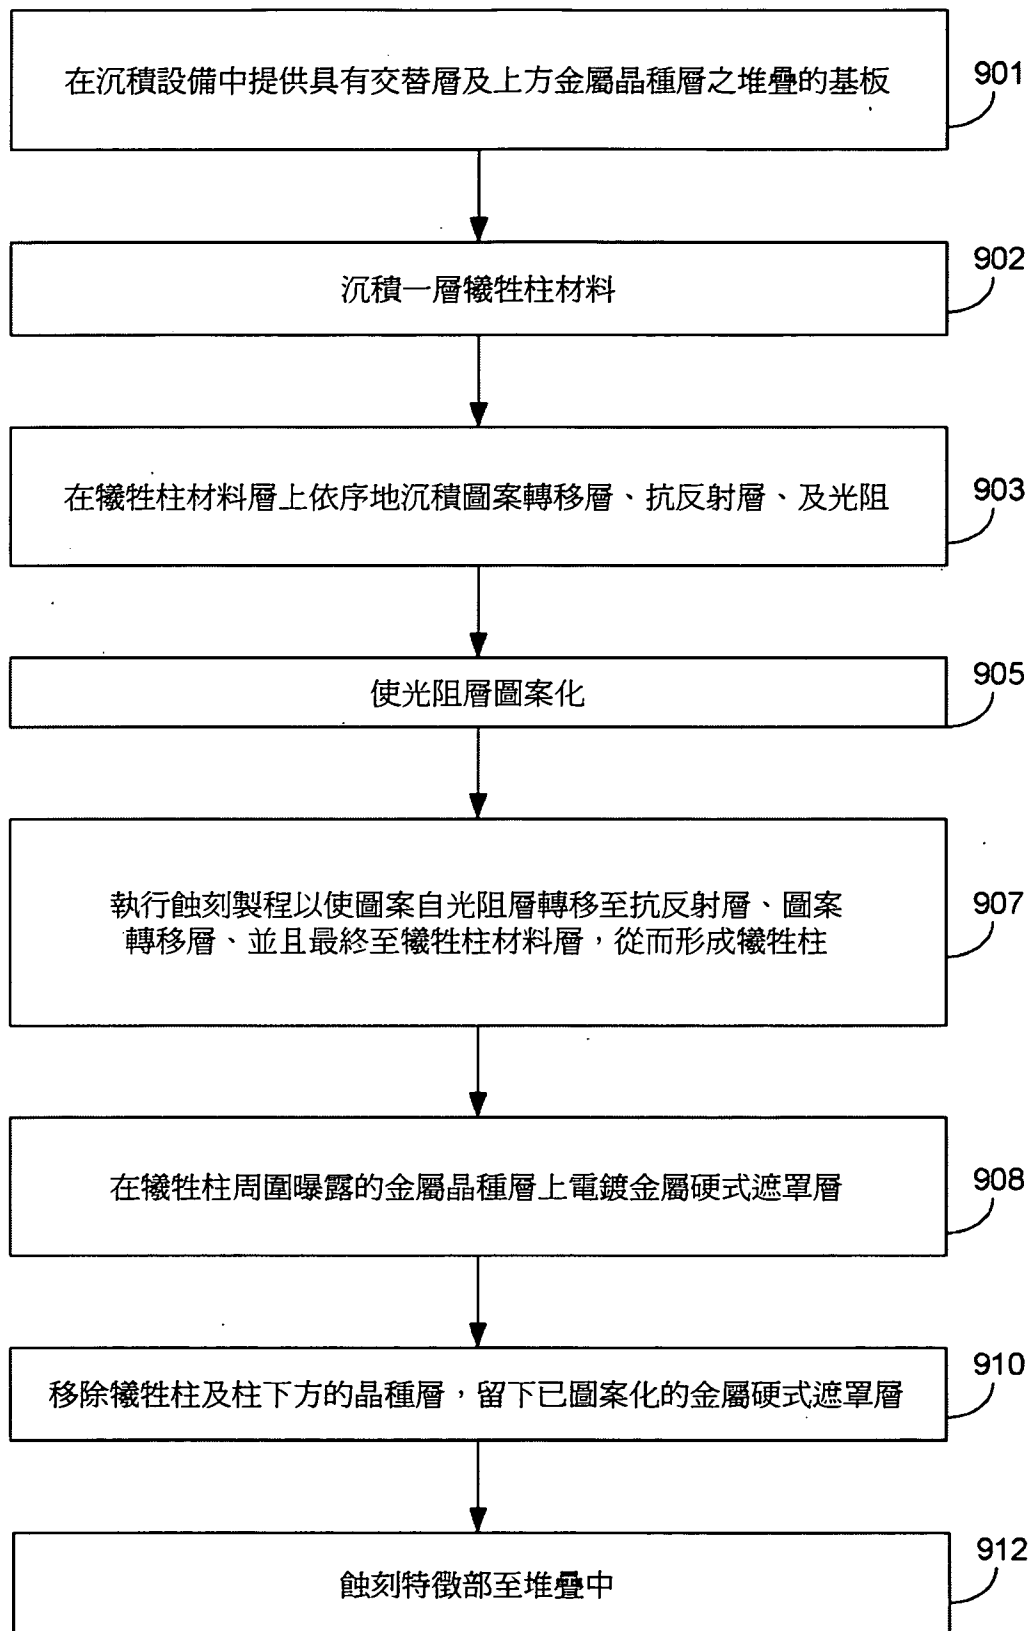 在沉積設備中提供具有交替層及上方金屬晶種層之堆疊的基板
901
沉積一層犧牲柱材料
902
在犧牲柱材料層上依序地沉積圖案轉移層、抗反射層、及光阻
903
使光阻層圖案化
905
執行蝕刻製程以使圖案自光阻層轉移至抗反射層、圖案
轉移層、並且最終至犧牲柱材料層，從而形成犧牲柱
907
在犧牲柱周圍曝露的金屬晶種層上電鍍金屬硬式遮罩層
908
移除犧牲柱及柱下方的晶種層，留下已圖案化的金屬硬式遮罩層
910
蝕刻特徵部至堆疊中
912